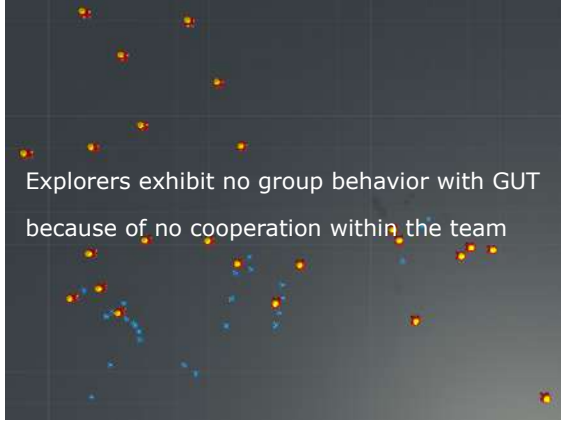 Explorers exhibit no group behavior with GUT
because of no cooperation within the team